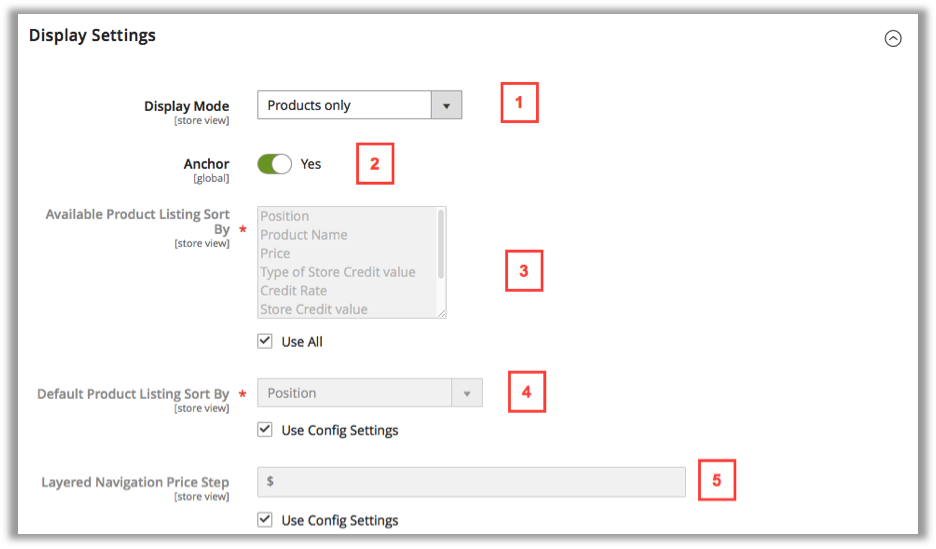 Display Settings
Display Mode
[store view]
Products only
1
Anchor
[global]
Yes
2
Available Product Listing Sort
By *
[store view]
Position
Product Name
Price
Type of Store Credit value
Credit Rate
Store Credit value
3
Use All
Default Product Listing Sort By *
[store view]
Position
4
Use Config Settings
Layered Navigation Price Step
[store view]
$
5
Use Config Settings